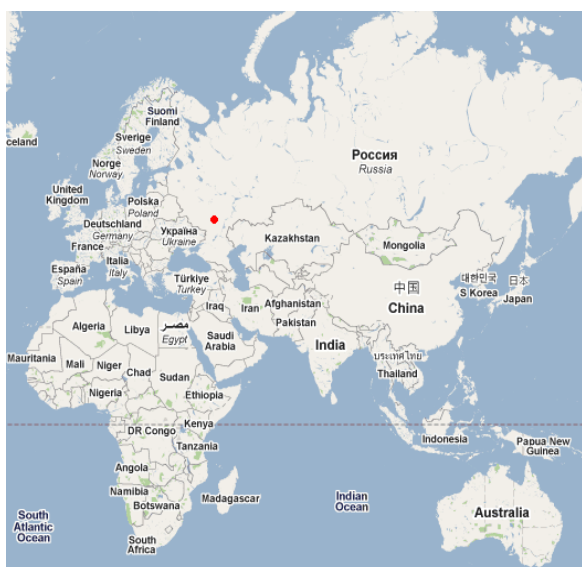 Suomi
Finland
celand
Sverige
Sweden
Norge
Norway
Россия
Russia
United
Kingdom
Polska
Poland
Deutschland
Germany
Україна
Ukraine
France
Kazakhstan
Mongolia
Italia
Italy
España
Spain
Türkiye
Turkey
中国
China
대한민국
S Korea
日本
Japan
Iraq
Iran
Afghanistan
Pakistan
Algeria
Libya
مصر
Egypt
Saudi
Arabia
India
ประเทศไทย
Thailand
Mauritania
Mali
Niger
Chad
Sudan
Nigeria
Ethiopia
DR Congo
Kenya
Tanzania
Indonesia
Papua New
Guinea
Angola
Namibia
Botswana
Madagascar
Indian
Ocean
Australia
South
Atlantic
Ocean
South
Africa